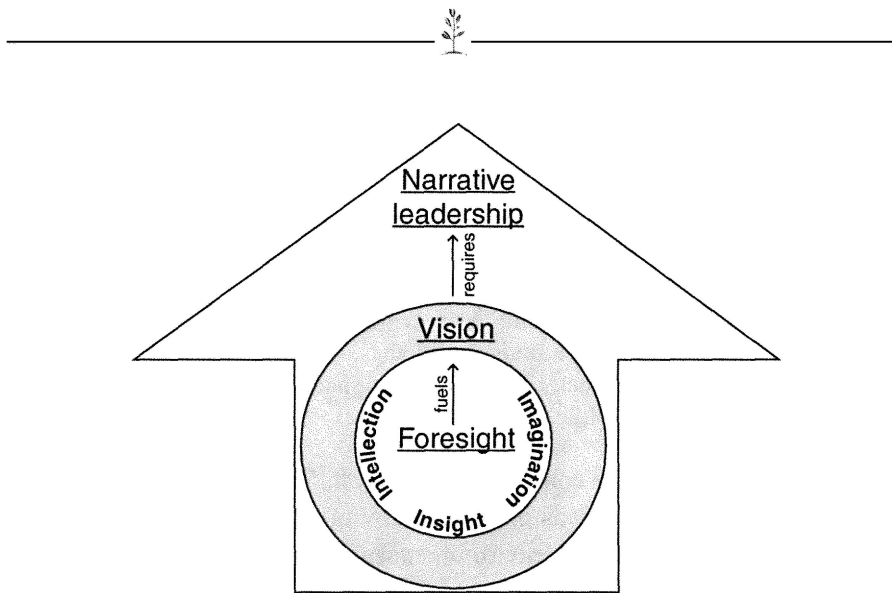 Narrative
leadership
requires
Vision
fuels
Intellection
Foresight
Imagination
Insight